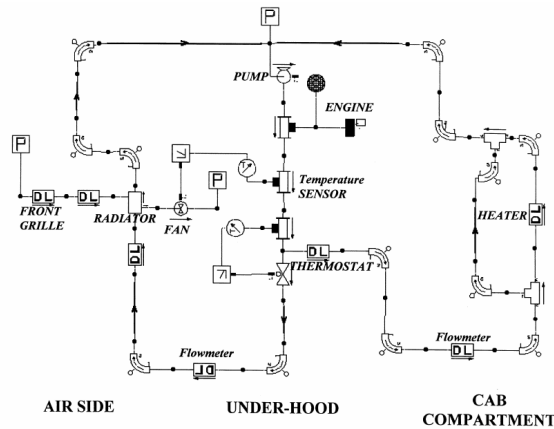 P
PUMP
ENGINE
P
P
Temperature
SENSOR
T
DL
DL
FRONT
GRILLE
RADIATOR
FAN
HEATER
DL
DL
DL
THERMOSTAT
Flowmeter
DL
Flowmeter
DL
AIR SIDE
UNDER-HOOD
CAB
COMPARTMENT